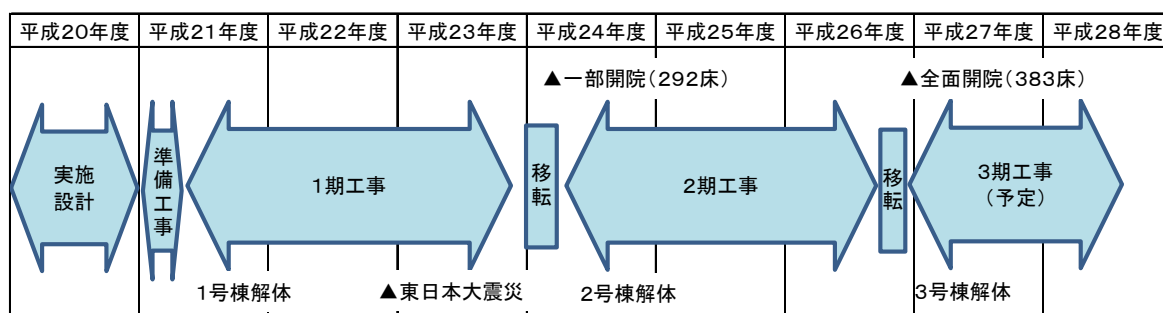 平成20年度 平成21年度 平成22年度 平成23年度 平成24年度 平成25年度 平成26年度 平成27年度 平成28年度
▲一部開院(292床) ▲全面開院(383床)
実施
設計
準備工事
1期工事
移転
2期工事
移転
3期工事
(予定)
1号棟解体 ▲東日本大震災 2号棟解体 3号棟解体